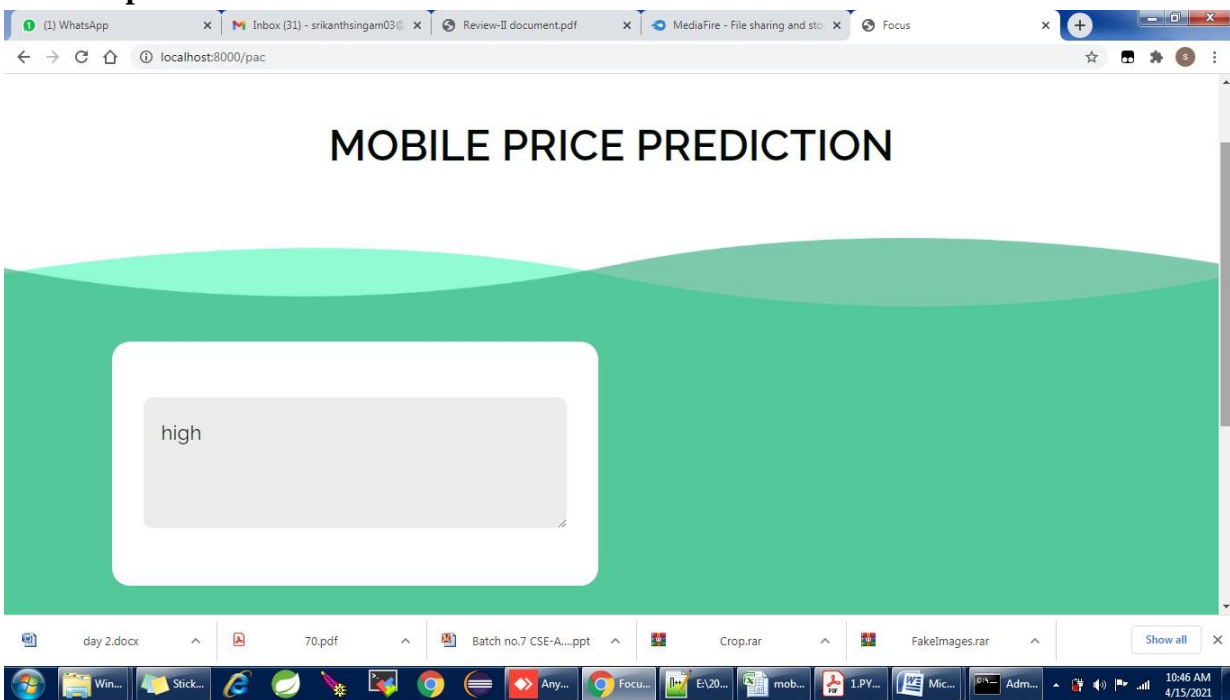 (1) WhatsApp
Inbox (31) - srikanthsingam03@
Review-II document.pdf
MediaFire - File sharing and sto
Focus
localhost:8000/pac
S
MOBILE PRICE PREDICTION
high
day 2.docx
70.pdf
Batch no.7 CSE-A....ppt
Crop.rar
FakeImages.rar
Show all
Win...
Stick...
Any...
Focu...
E:\20...
mob...
1.PY...
Mic...
Adm...
10:46 AM
4/15/2021